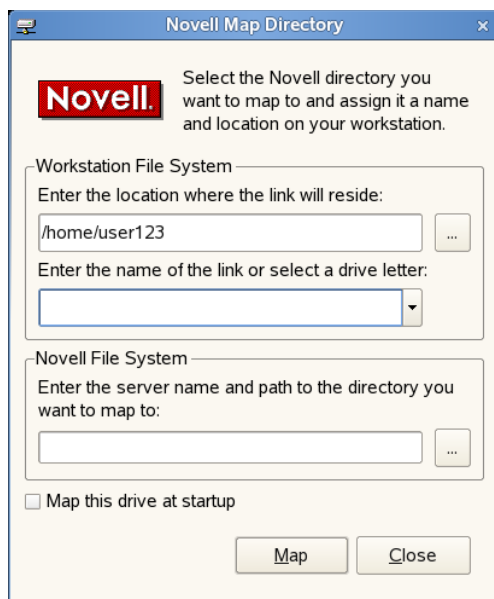 Novell Map Directory
Novell.
Select the Novell directory you
want to map to and assign it a name
and location on your workstation.
Workstation File System
Enter the location where the link will reside:
/home/user123
...
Enter the name of the link or select a drive letter:
Novell File System
Enter the server name and path to the directory you
want to map to:
...
Map this drive at startup
Map
Close